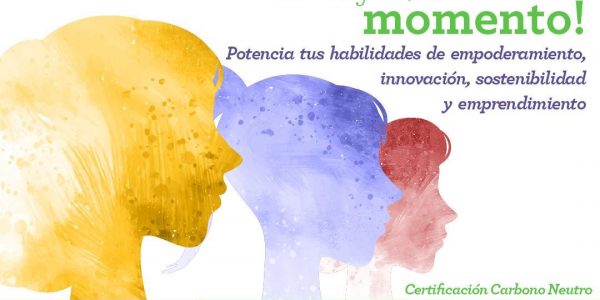 momento!
Potencia tus habilidades de empoderamiento,
innovación, sostenibilidad
y emprendimiento
Certificación Carbono Neutro